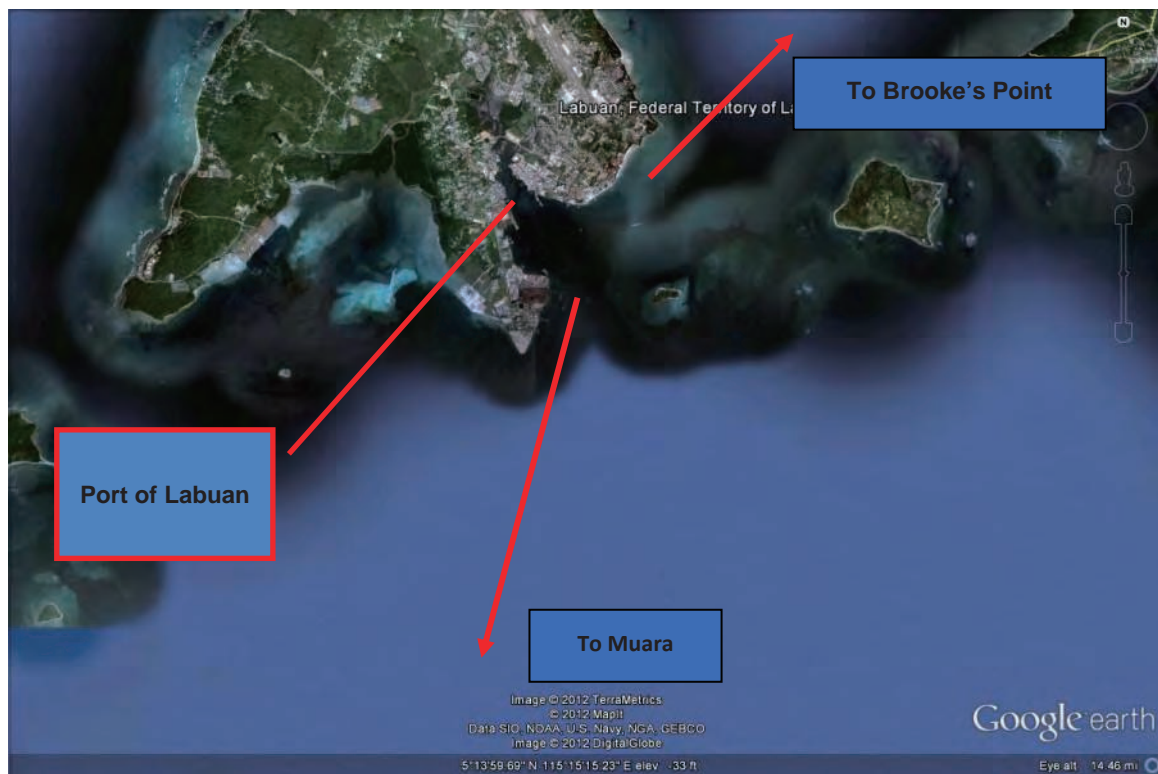 N
To Brooke's Point
Labuan, Federal Territory of La
Port of Labuan
To Muara
Image © 2012 TerraMetrics
© 2012 MapIt
Data SIO, NOAA, U.S. Navy, NGA, GEBCO
Image © 2012 DigitalGlobe
Google earth
5°13'59.69" N 115°15'15.23" E elev -33 ft
Eye alt 14.46 mi